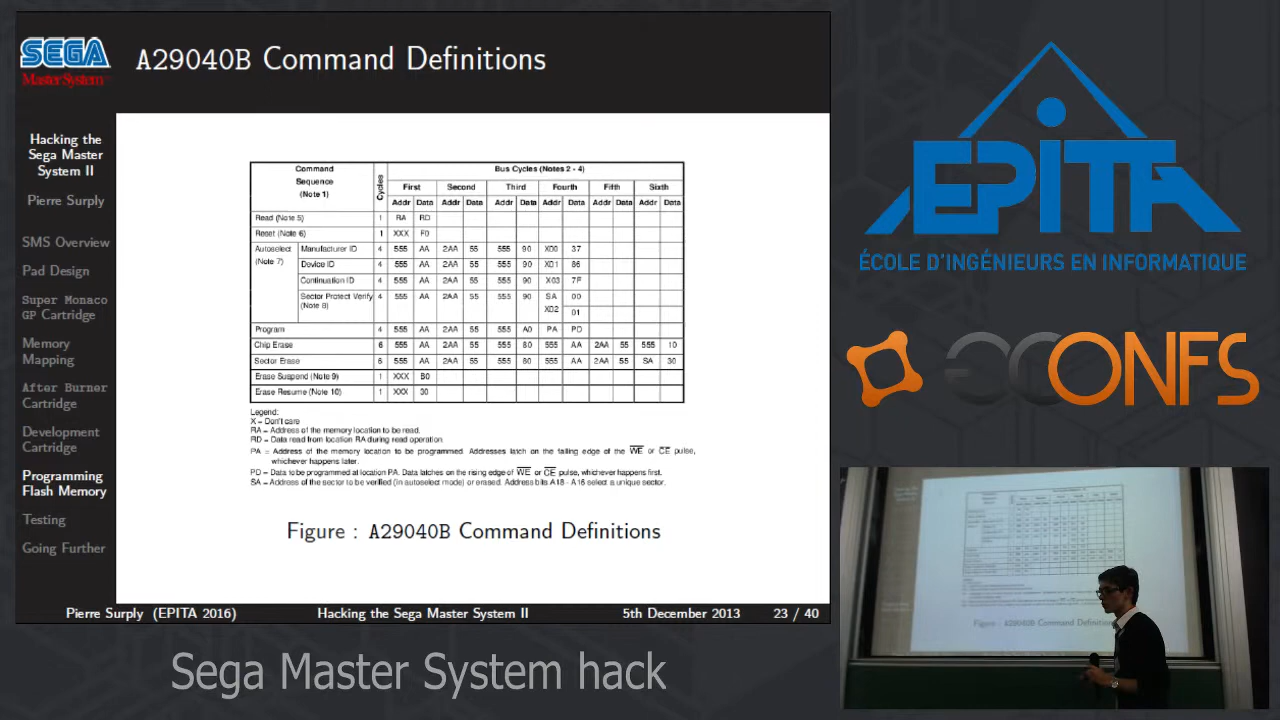 SEGA
Master System
A29040B Command Definitions
Hacking the
Sega Master
System II
Pierre Surply
SMS Overview
Pad Design
Super Monaco
GP Cartridge
Memory
Mapping
After Burner
Cartridge
Development
Cartridge
Programming
Flash Memory
Testing
Going Further
Command
Sequence
(Note 1)
Cycles
Bus Cycles (Notes 2 - 4)
First Second Third Fourth Fifth Sixth
Addr Data Addr Data Addr Data Addr Data Addr Data Addr Data
Read (Note 5) 1 RA RD
Reset (Note 6) 1 XXX F0
Autoselect
(Note 7)
Manufacturer ID 4 555 AA 2AA 55 555 90 X00 37
Device ID 4 555 AA 2AA 55 555 90 X01 86
Continuation ID 4 555 AA 2AA 55 555 90 X03 7F
Sector Protect Verify 4 555 AA 2AA 55 555 90 SA 00
(Note 8) X02 01
Program 4 555 AA 2AA 55 555 A0 PA PD
Chip Erase 6 555 AA 2AA 55 555 80 555 AA 2AA 55 555 10
Sector Erase 6 555 AA 2AA 55 555 80 555 AA 2AA 55 SA 30
Erase Suspend (Note 9) 1 XXX B0
Erase Resume (Note 10) 1 XXX 30
Legend:
X = Don't care
RA = Address of the memory location to be read.
RD = Data read from location RA during read operation.
PA = Address of the memory location to be programmed. Addresses latch on the falling edge of the WE or CE pulse,
whichever happens later.
PD = Data to be programmed at location PA. Data latches on the rising edge of WE or CE pulse, whichever happens first.
SA = Address of the sector to be verified (in autoselect mode) or erased. Address bits A18 - A16 select a unique sector.
Figure : A29040B Command Definitions
Pierre Surply (EPITA 2016) Hacking the Sega Master System II 5th December 2013 23 / 40
Sega Master System hack
EPITA
ÉCOLE D'INGÉNIEURS EN INFORMATIQUE
CONFS
Figure : A29040B Command Definitions